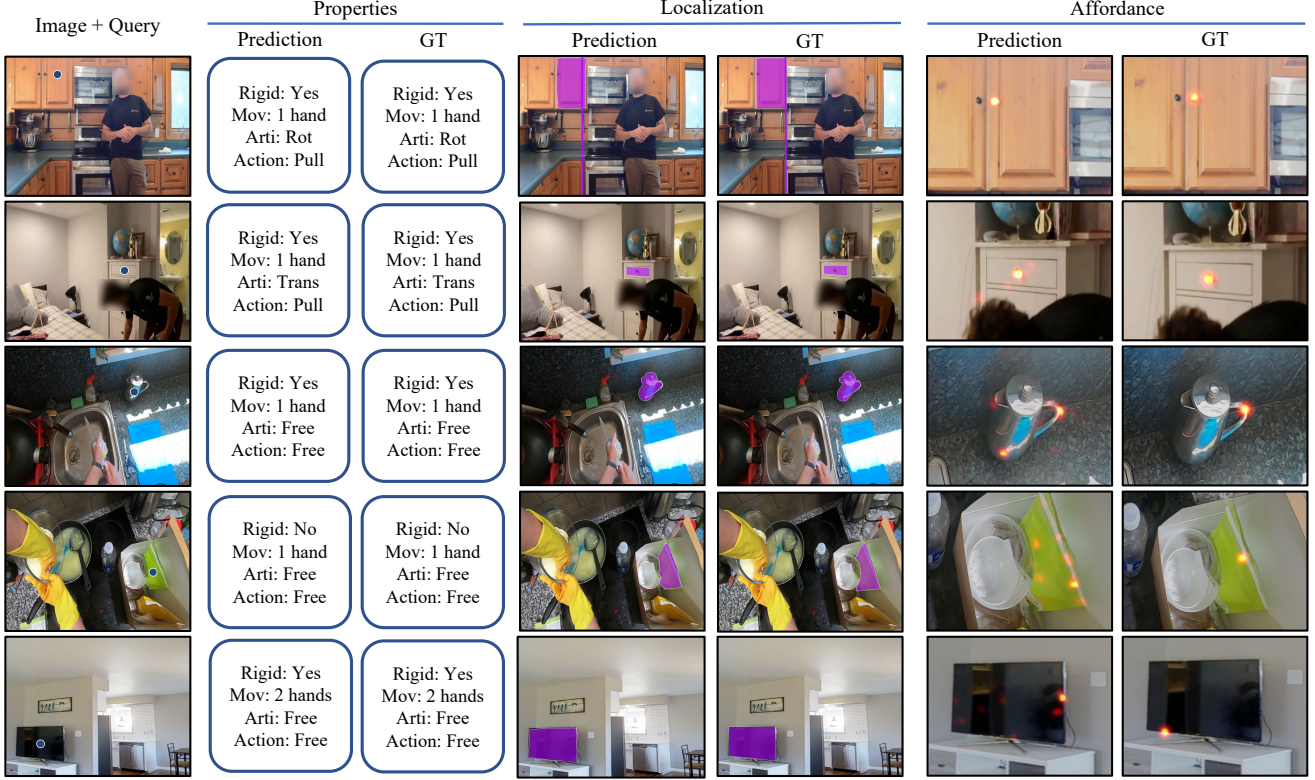 Image + Query
Properties
Localization
Affordance
Prediction
GT
Prediction
GT
Prediction
GT
Rigid: Yes
Mov: 1 hand
Arti: Rot
Action: Pull
Rigid: Yes
Mov: 1 hand
Arti: Rot
Action: Pull
Rigid: Yes
Mov: 1 hand
Arti: Trans
Action: Pull
Rigid: Yes
Mov: 1 hand
Arti: Trans
Action: Pull
Rigid: Yes
Mov: 1 hand
Arti: Free
Action: Free
Rigid: Yes
Mov: 1 hand
Arti: Free
Action: Free
Rigid: No
Mov: 1 hand
Arti: Free
Action: Free
Rigid: No
Mov: 1 hand
Arti: Free
Action: Free
Rigid: Yes
Mov: 2 hands
Arti: Free
Action: Free
Rigid: Yes
Mov: 2 hands
Arti: Free
Action: Free